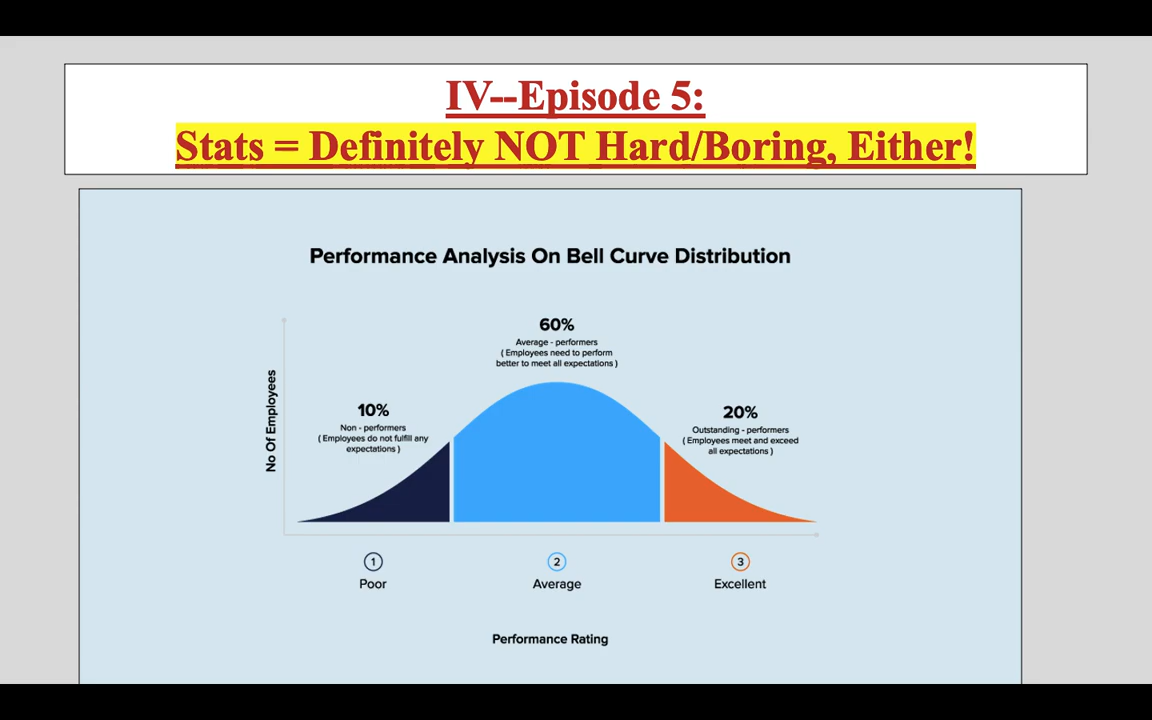 IV--Episode 5:
Stats = Definitely NOT Hard/Boring, Either!
Performance Analysis On Bell Curve Distribution
60%
Average - performers
( Employees need to perform
better to meet all expectations )
10%
Non - performers
( Employees do not fulfill any
expectations )
20%
Outstanding - performers
( Employees meet and exceed
all expectations )
No Of Employees
1
Poor
2
Average
3
Excellent
Performance Rating